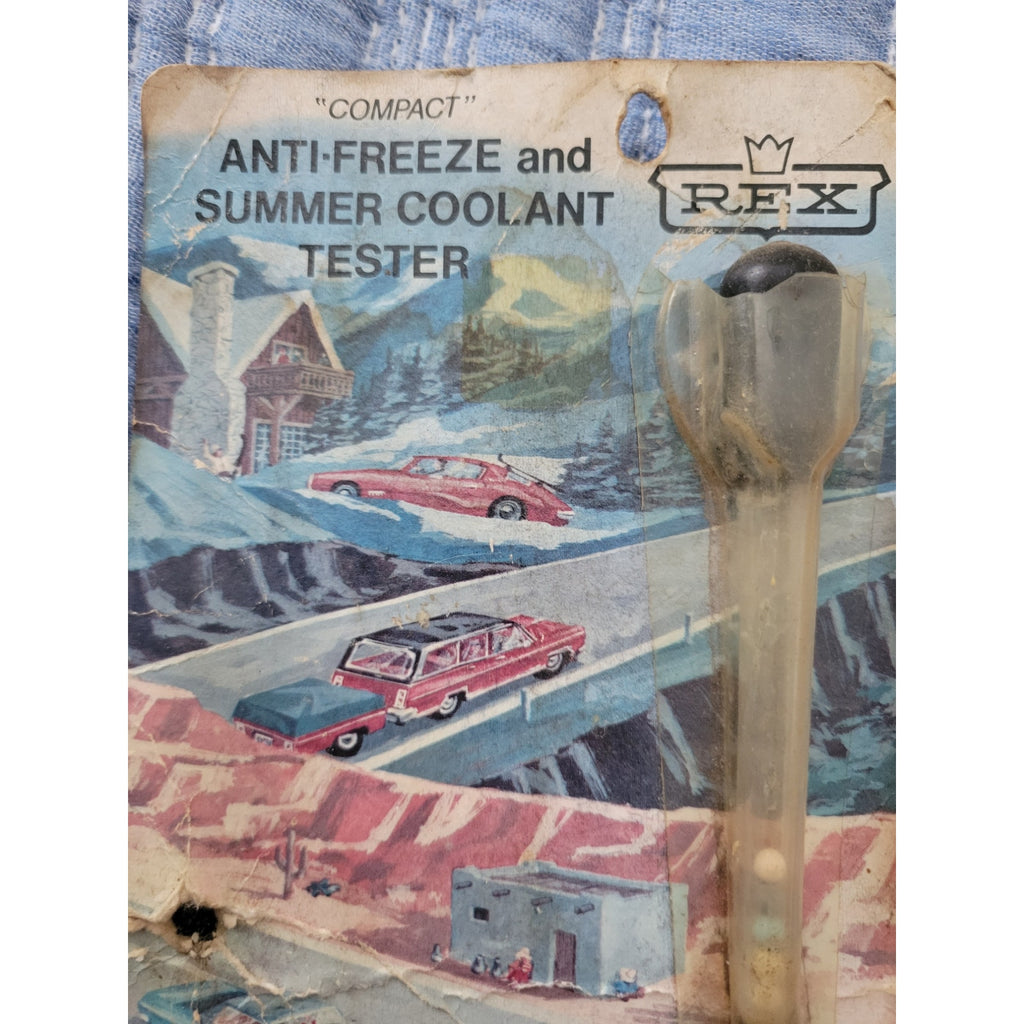 "COMPACT"
ANTI-FREEZE and
SUMMER COOLANT
TESTER
REX